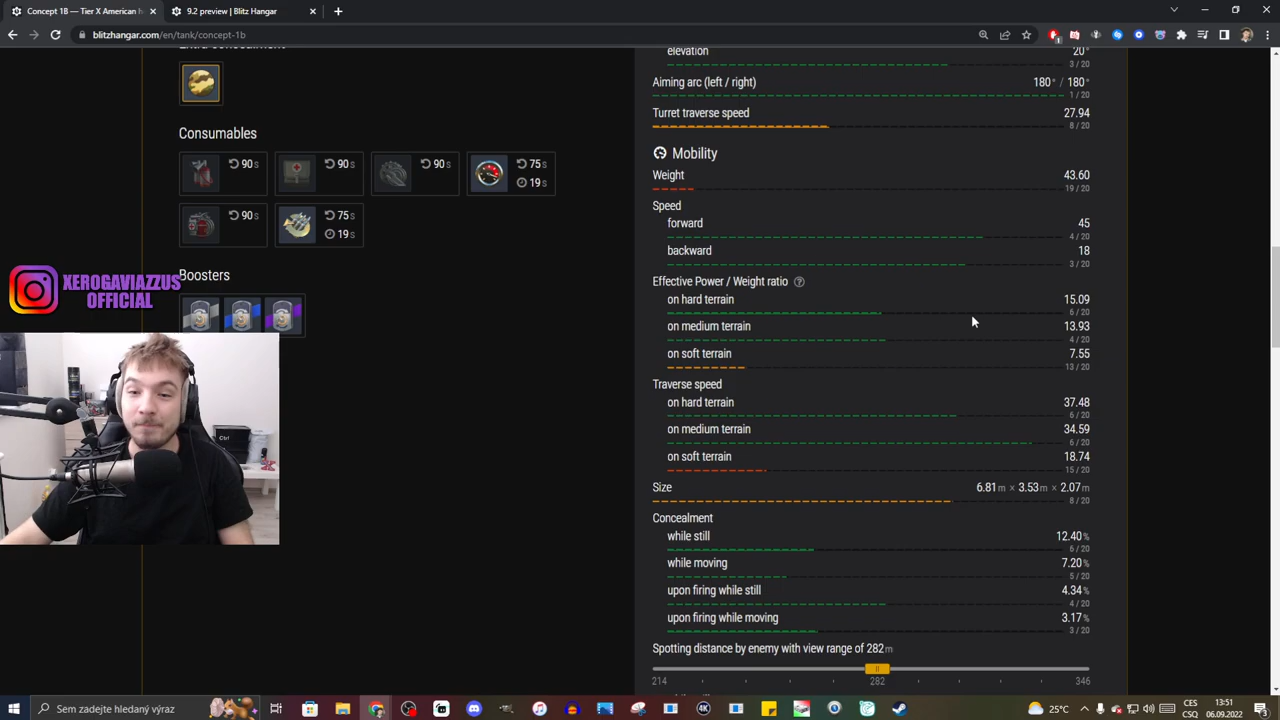 Concept 1B — Tier X American h
9.2 preview | Blitz Hangar
blitzhangar.com/en/tank/concept-1b
Consumables
90 s
90 s
90 s
75 s
19 s
90 s
75 s
19 s
Boosters
XEROGAVIAZZUS
OFFICIAL
Ctrl
elevation 20°
3 / 20
Aiming arc (left / right) 180° / 180°
1 / 20
Turret traverse speed 27.94
8 / 20
Mobility
Weight 43.60
19 / 20
Speed
forward 45
4 / 20
backward 18
3 / 20
Effective Power / Weight ratio ?
on hard terrain 15.09
6 / 20
on medium terrain 13.93
4 / 20
on soft terrain 7.55
13 / 20
Traverse speed
on hard terrain 37.48
6 / 20
on medium terrain 34.59
6 / 20
on soft terrain 18.74
15 / 20
Size 6.81 m × 3.53 m × 2.07 m
8 / 20
Concealment
while still 12.40 %
6 / 20
while moving 7.20 %
5 / 20
upon firing while still 4.34 %
4 / 20
upon firing while moving 3.17 %
3 / 20
Spotting distance by enemy with view range of 282 m
214 282 346
Sem zadejte hledaný výraz
4K
25°C
CES
CSQ
13:51
06.09.2022